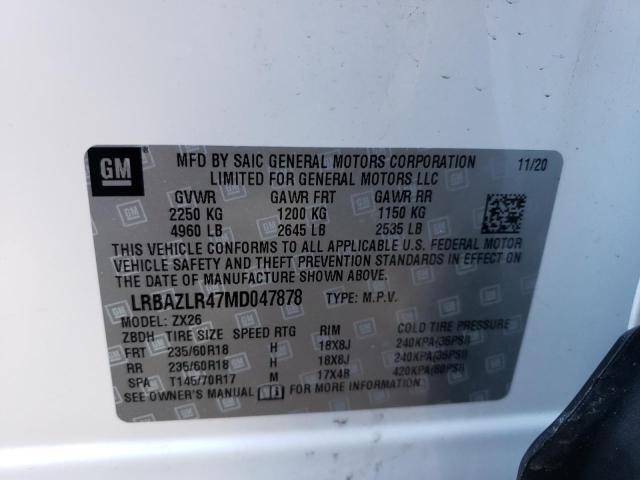 GM
MFD BY SAIC GENERAL MOTORS CORPORATION 11/20
LIMITED FOR GENERAL MOTORS LLC
GVWR GAWR FRT GAWR RR
2250 KG 1200 KG 1150 KG
4960 LB 2645 LB 2535 LB
THIS VEHICLE CONFORMS TO ALL APPLICABLE U.S. FEDERAL MOTOR
VEHICLE SAFETY AND THEFT PREVENTION STANDARDS IN EFFECT ON
THE DATE OF MANUFACTURE SHOWN ABOVE.
LRBAZLR47MD047878 TYPE: M.P.V.
MODEL: ZX26
ZBDH TIRE SIZE SPEED RTG RIM COLD TIRE PRESSURE
FRT 235/60R18 H 18X8J 240KPA(35PSI)
RR 235/60R18 H 18X8J 240KPA(35PSI)
SPA T145/70R17 M 17X4B 420KPA(60PSI)
SEE OWNER'S MANUAL FOR MORE INFORMATION.